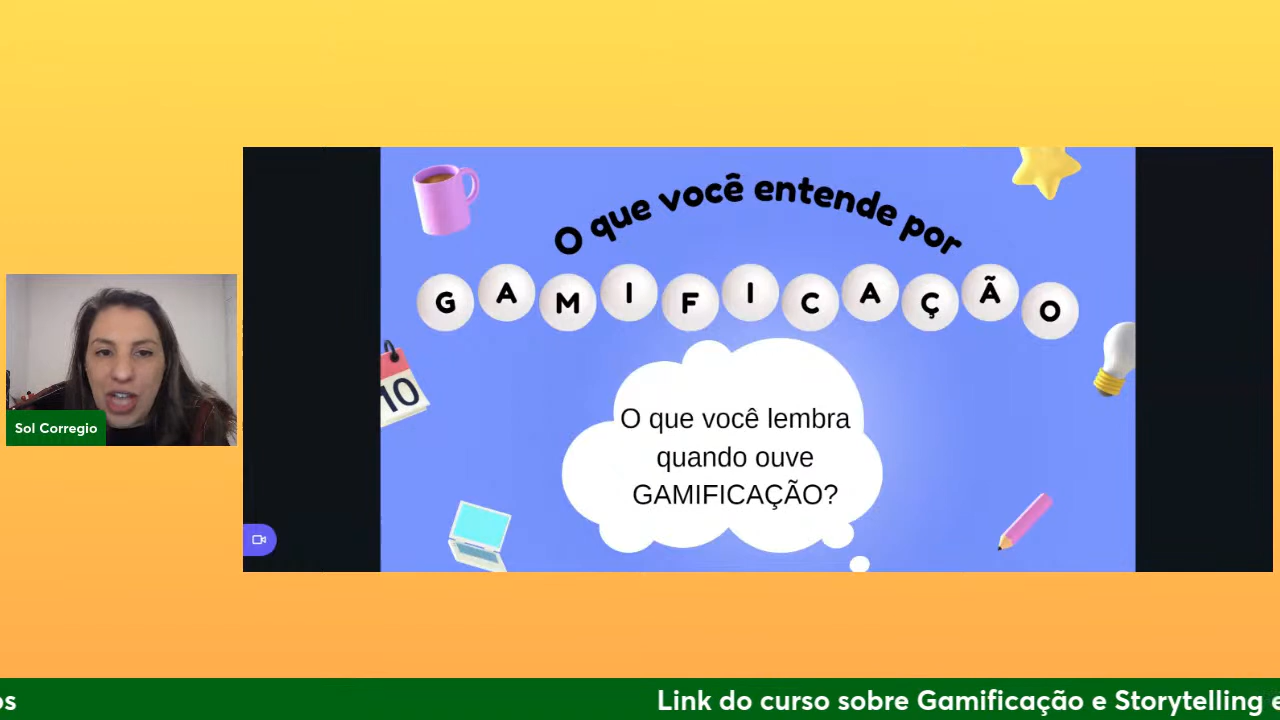 O que você entende por
GAMIFICAÇÃO
10
O que você lembra
quando ouve
GAMIFICAÇÃO?
Sol Corregio
os
Link do curso sobre Gamificação e Storytelling e